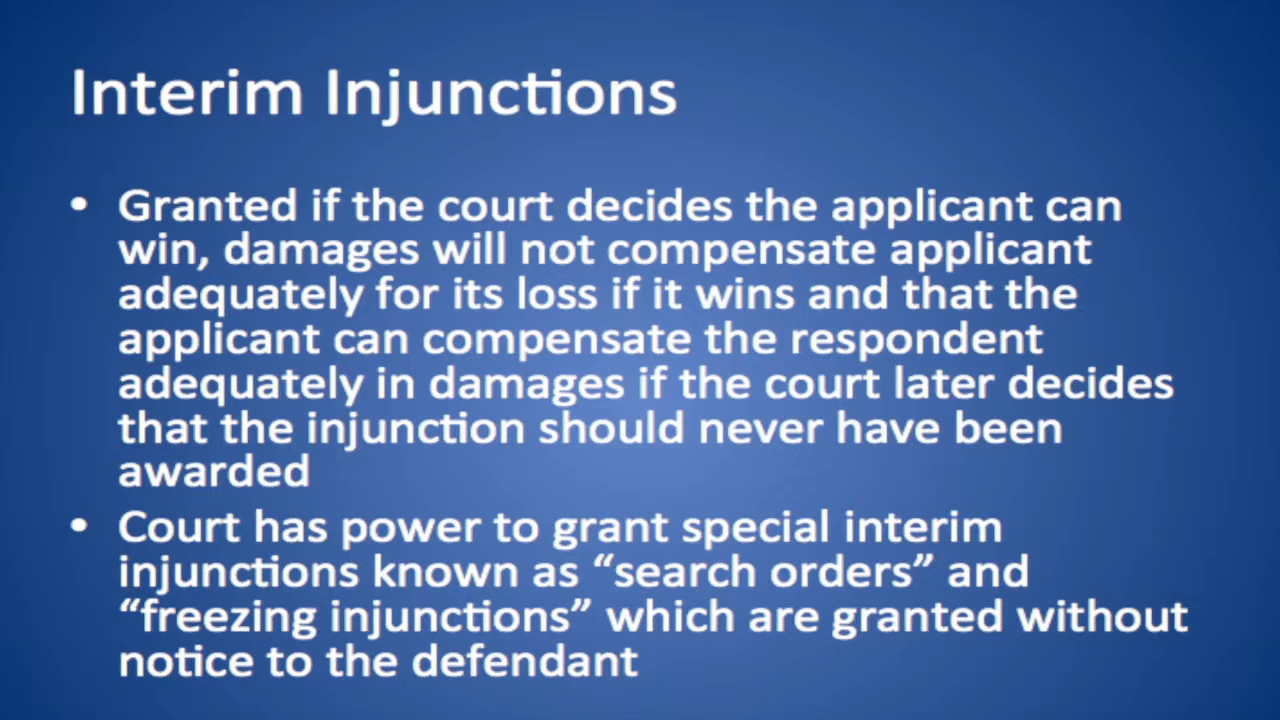 Interim Injunctions
• Granted if the court decides the applicant can
win, damages will not compensate applicant
adequately for its loss if it wins and that the
applicant can compensate the respondent
adequately in damages if the court later decides
that the injunction should never have been
awarded
• Court has power to grant special interim
injunctions known as “search orders” and
“freezing injunctions” which are granted without
notice to the defendant